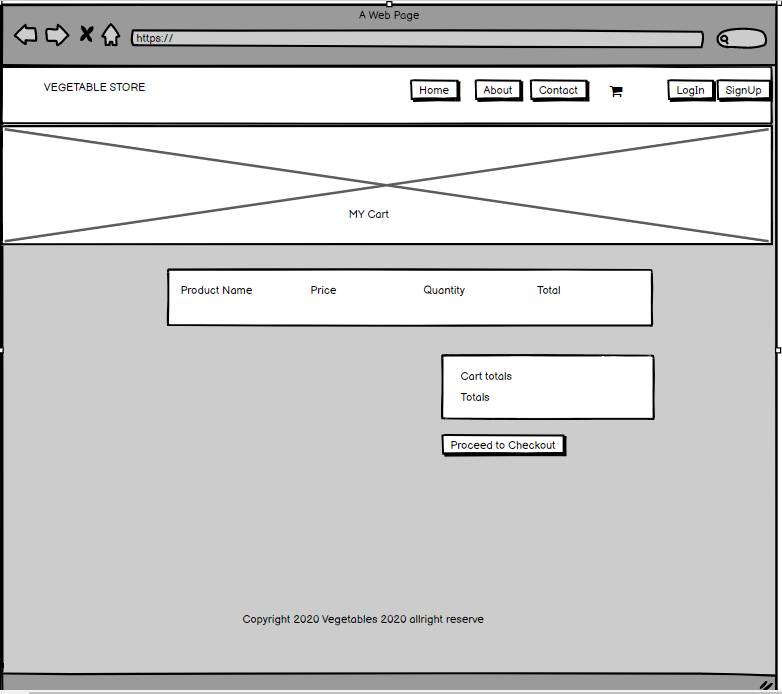 A Web Page
https://
VEGETABLE STORE Home About Contact LogIn SignUp
MY Cart
Product Name Price Quantity Total
Cart totals
Totals
Proceed to Checkout
Copyright 2020 Vegetables 2020 allright reserve